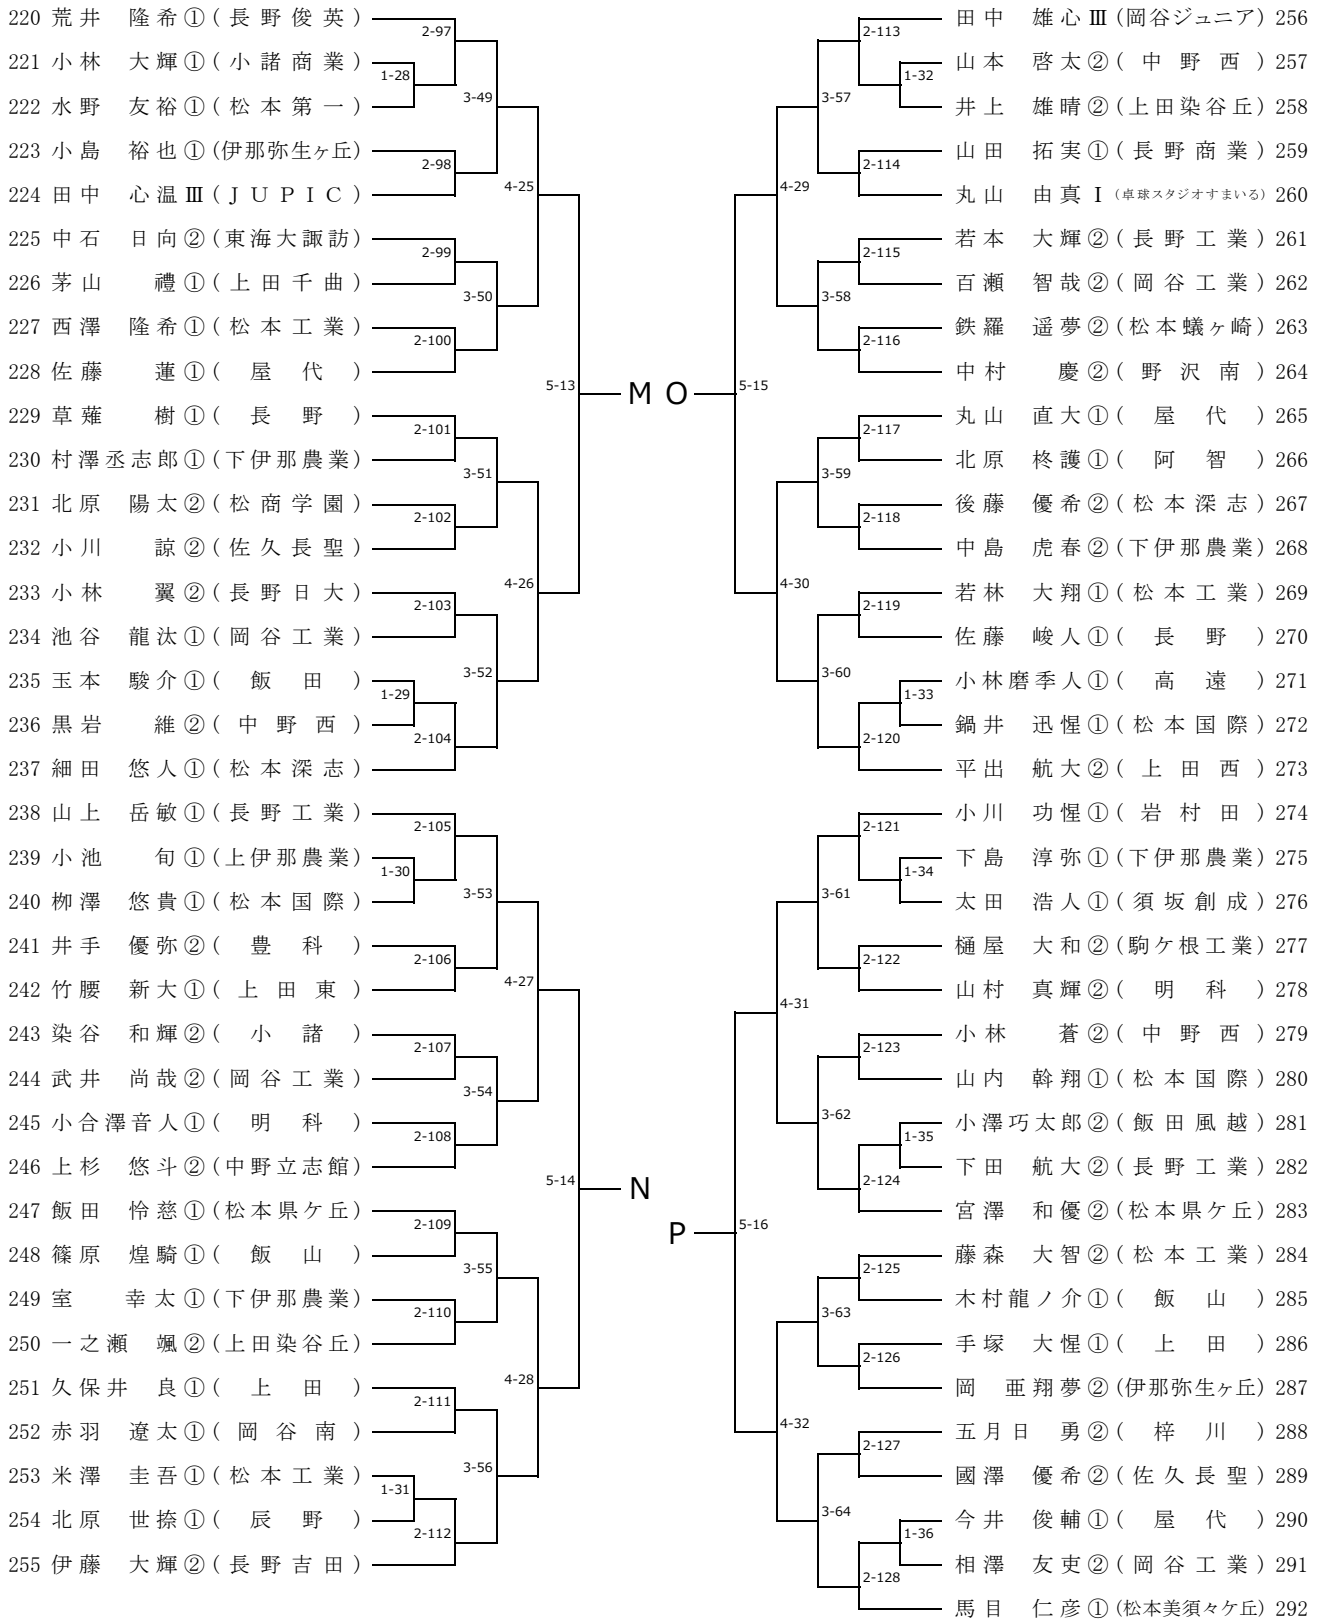 220 荒井 隆希①(長野俊英)
221 小林 大輝①(小諸商業)
222 水野 友裕①(松本第一)
223 小島 裕也①(伊那弥生ヶ丘)
224 田中 心温Ⅲ(JUPIC)
225 中石 日向②(東海大諏訪)
226 茅山 禮①(上田千曲)
227 西澤 隆希①(松本工業)
228 佐藤 蓮①(屋代)
229 草薙 樹①(長野)
230 村澤丞志郎①(下伊那農業)
231 北原 陽太②(松商学園)
232 小川 諒②(佐久長聖)
233 小林 翼②(長野日大)
234 池谷 龍汰①(岡谷工業)
235 玉本 駿介①(飯田)
236 黒岩 維②(中野西)
237 細田 悠人①(松本深志)
238 山上 岳敏①(長野工業)
239 小池 旬①(上伊那農業)
240 栁澤 悠貴①(松本国際)
241 井手 優弥②(豊科)
242 竹腰 新大①(上田東)
243 染谷 和輝②(小諸)
244 武井 尚哉②(岡谷工業)
245 小合澤音人①(明科)
246 上杉 悠斗②(中野立志館)
247 飯田 怜慈①(松本県ケ丘)
248 篠原 煌騎①(飯山)
249 室 幸太①(下伊那農業)
250 一之瀬 颯②(上田染谷丘)
251 久保井 良①(上田)
252 赤羽 遼太①(岡谷南)
253 米澤 圭吾①(松本工業)
254 北原 世捺①(辰野)
255 伊藤 大輝②(長野吉田)
2-97
1-28
3-49
2-98
4-25
2-99
3-50
2-100
5-13
2-101
3-51
2-102
4-26
2-103
3-52
1-29
2-104
2-105
1-30
3-53
2-106
4-27
2-107
3-54
2-108
5-14
2-109
3-55
2-110
4-28
2-111
3-56
1-31
2-112
M O
N
P
2-113
1-32
3-57
2-114
4-29
2-115
3-58
2-116
5-15
2-117
3-59
2-118
4-30
2-119
3-60
1-33
2-120
2-121
1-34
3-61
2-122
4-31
2-123
3-62
1-35
2-124
5-16
2-125
3-63
2-126
4-32
2-127
3-64
1-36
2-128
田中 雄心Ⅲ(岡谷ジュニア) 256
山本 啓太②(中野西) 257
井上 雄晴②(上田染谷丘) 258
山田 拓実①(長野商業) 259
丸山 由真Ⅰ(卓球スタジオすまいる) 260
若本 大輝②(長野工業) 261
百瀬 智哉②(岡谷工業) 262
鉄羅 遥夢②(松本蟻ヶ崎) 263
中村 慶②(野沢南) 264
丸山 直大①(屋代) 265
北原 柊護①(阿智) 266
後藤 優希②(松本深志) 267
中島 虎春②(下伊那農業) 268
若林 大翔①(松本工業) 269
佐藤 峻人①(長野) 270
小林磨季人①(高遠) 271
鍋井 迅惺①(松本国際) 272
平出 航大②(上田西) 273
小川 功惺①(岩村田) 274
下島 淳弥①(下伊那農業) 275
太田 浩人①(須坂創成) 276
樋屋 大和②(駒ケ根工業) 277
山村 真輝②(明科) 278
小林 蒼②(中野西) 279
山内 斡翔①(松本国際) 280
小澤巧太郎②(飯田風越) 281
下田 航大②(長野工業) 282
宮澤 和優②(松本県ケ丘) 283
藤森 大智②(松本工業) 284
木村龍ノ介①(飯山) 285
手塚 大惺①(上田) 286
岡 亜翔夢②(伊那弥生ヶ丘) 287
五月日 勇②(梓川) 288
國澤 優希②(佐久長聖) 289
今井 俊輔①(屋代) 290
相澤 友吏②(岡谷工業) 291
馬目 仁彦①(松本美須々ケ丘) 292